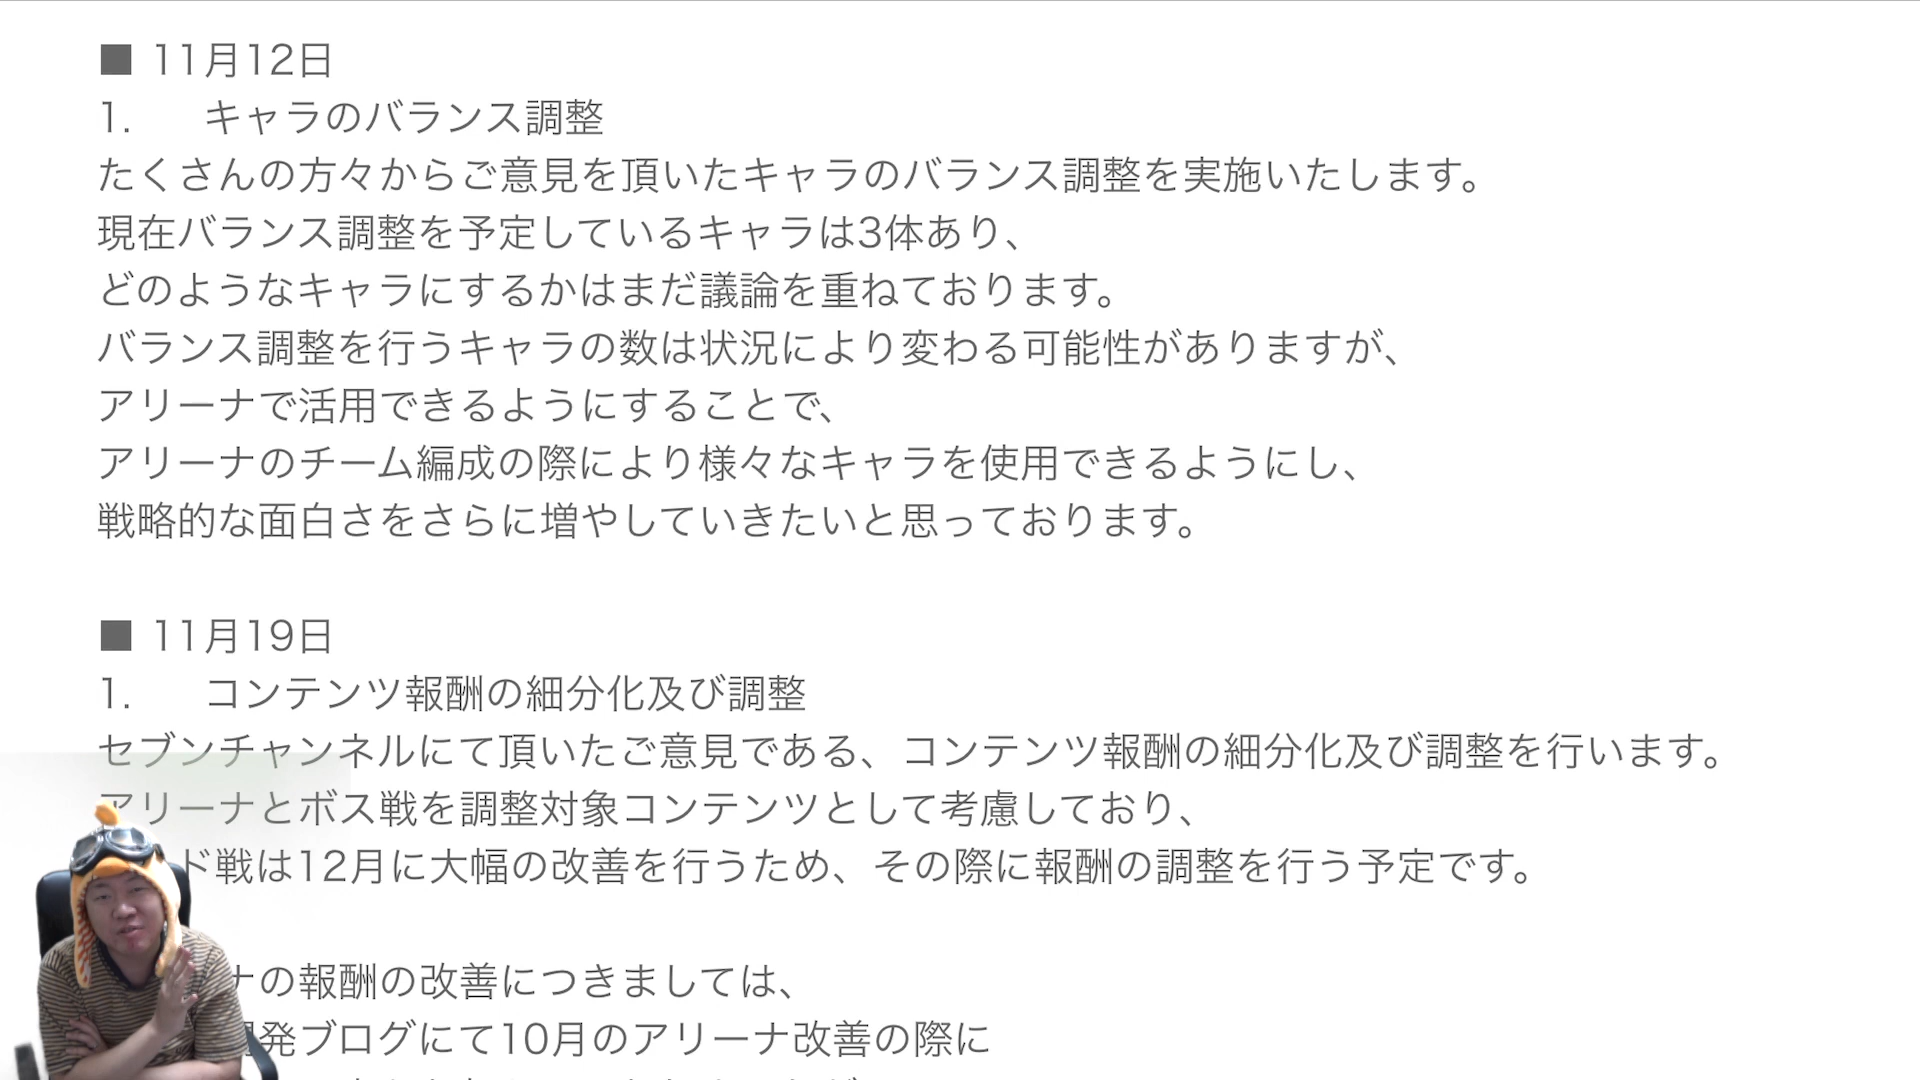 ■ 11月12日
1. キャラのバランス調整
たくさんの方々からご意見を頂いたキャラのバランス調整を実施いたします。
現在バランス調整を予定しているキャラは3体あり、
どのようなキャラにするかはまだ議論を重ねております。
バランス調整を行うキャラの数は状況により変わる可能性がありますが、
アリーナで活用できるようにすることで、
アリーナのチーム編成の際により様々なキャラを使用できるようにし、
戦略的な面白さをさらに増やしていきたいと思っております。
■ 11月19日
1. コンテンツ報酬の細分化及び調整
セブンチャンネルにて頂いたご意見である、コンテンツ報酬の細分化及び調整を行います。
アリーナとボス戦を調整対象コンテンツとして考慮しており、
ド戦は12月に大幅の改善を行うため、その際に報酬の調整を行う予定です。
ナの報酬の改善につきましては、
発ブログにて10月のアリーナ改善の際に